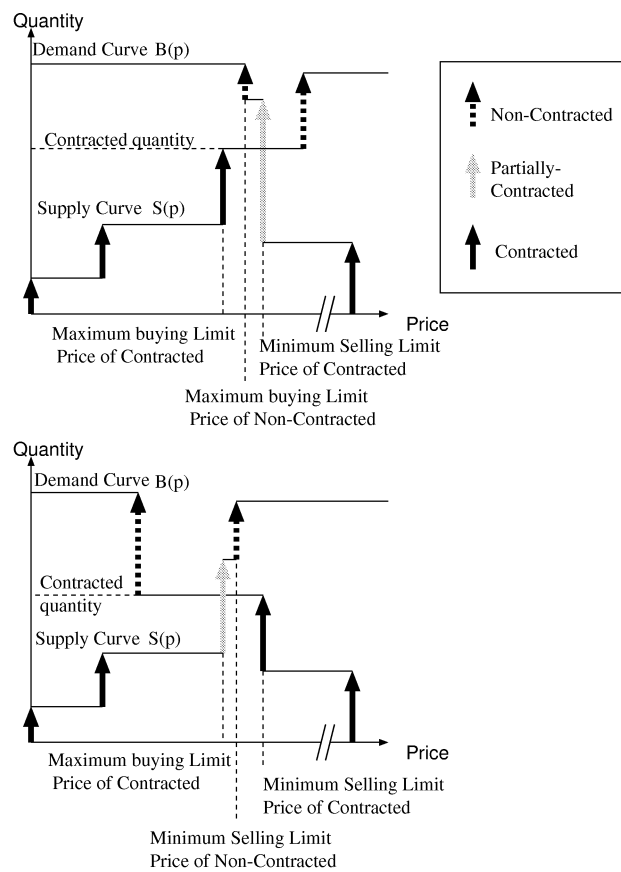 Quantity
Demand Curve B(p)
Contracted quantity
Supply Curve S(p)
Price
Maximum buying Limit
Price of Contracted
Minimum Selling Limit
Price of Contracted
Maximum buying Limit
Price of Non-Contracted
Non-Contracted
Partially-
Contracted
Contracted
Quantity
Demand Curve B(p)
Contracted
quantity
Supply Curve S(p)
Price
Maximum buying Limit
Price of Contracted
Minimum Selling Limit
Price of Contracted
Minimum Selling Limit
Price of Non-Contracted